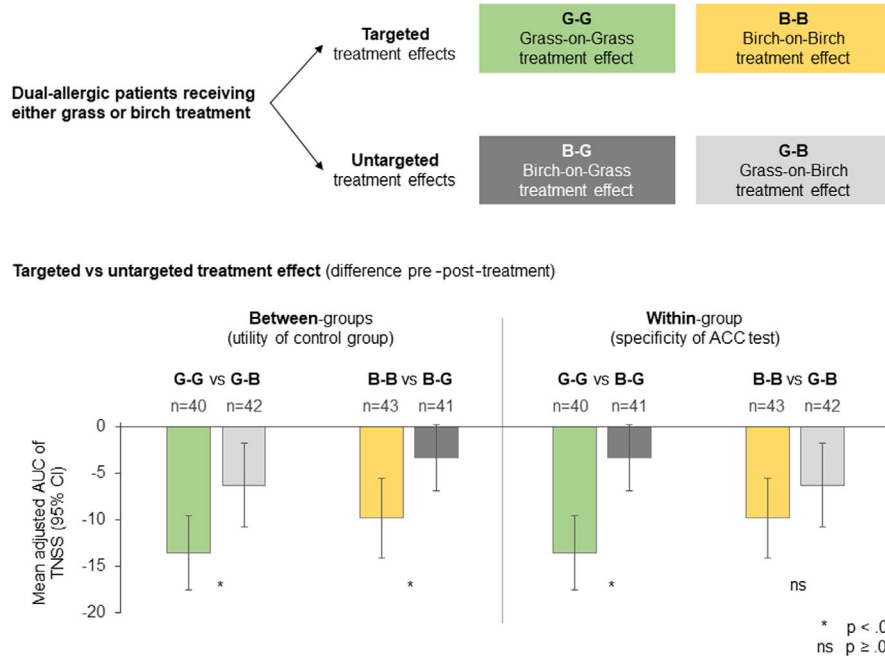 G-G
Grass-on-Grass
treatment effect
B-B
Birch-on-Birch
treatment effect
Targeted
treatment effects
Dual-allergic patients receiving
either grass or birch treatment
Untargeted
treatment effects
B-G
Birch-on-Grass
treatment effect
G-B
Grass-on-Birch
treatment effect
Targeted vs untargeted treatment effect (difference pre -post-treatment)
Between-groups
(utility of control group)
Within-group
(specificity of ACC test)
G-G vs G-B
n=40 n=42
B-B vs B-G
n=43 n=41
G-G vs B-G
n=40 n=41
B-B vs G-B
n=43 n=42
Mean adjusted AUC of
TNSS (95% CI)
0
-5
-10
-15
-20
*
*
*
ns
* p < .0
ns p ≥ .0